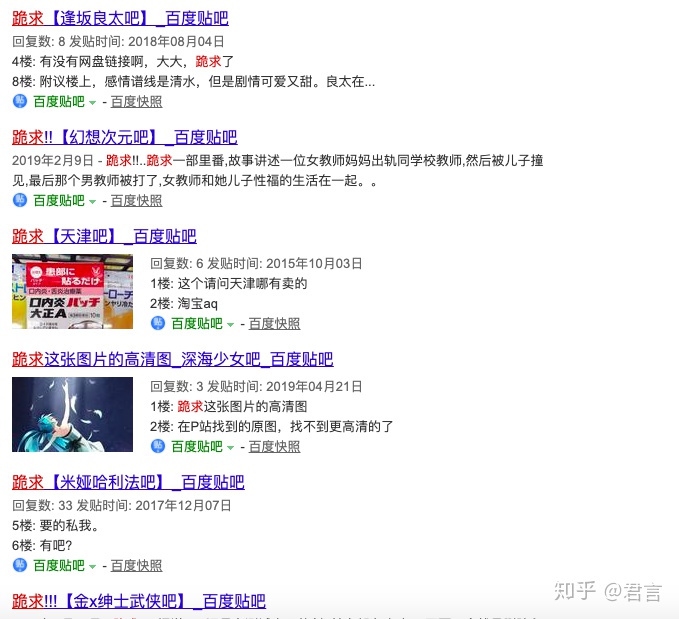 跪求【逢坂良太吧】_百度贴吧
回复数: 8 发贴时间: 2018年08月04日
4楼: 有没有网盘链接啊，大大，跪求了
8楼: 附议楼上，感情谱线是清水，但是剧情可爱又甜。良太在...
贴 百度贴吧 - 百度快照
跪求!!【幻想次元吧】_百度贴吧
2019年2月9日 - 跪求!!..跪求一部里番,故事讲述一位女教师妈妈出轨同学校教师,然后被儿子撞
见,最后那个男教师被打了,女教师和她儿子性福的生活在一起。。
贴 百度贴吧 - 百度快照
跪求【天津吧】_百度贴吧
患部に
貼るだけ
口内炎・舌炎治療薬
口内炎パッチ
大正A
回复数: 6 发贴时间: 2015年10月03日
1楼: 这个请问天津哪有卖的
2楼: 淘宝aq
贴 百度贴吧 - 百度快照
跪求这张图片的高清图_深海少女吧_百度贴吧
回复数: 3 发贴时间: 2019年04月21日
1楼: 跪求这张图片的高清图
2楼: 在P站找到的原图，找不到更高清的了
贴 百度贴吧 - 百度快照
跪求【米娅哈利法吧】_百度贴吧
回复数: 33 发贴时间: 2017年12月07日
5楼: 要的私我。
6楼: 有吧?
贴 百度贴吧 - 百度快照
知乎 @君言
跪求!!!【金x绅士武侠吧】_百度贴吧